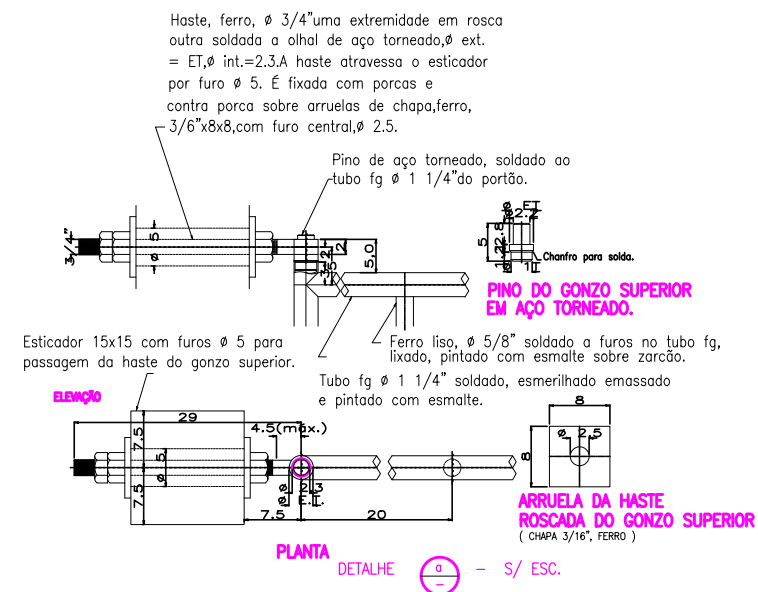 Haste, ferro, ø 3/4"uma extremidade em rosca
outra soldada a olhal de aço torneado,ø ext.
= ET,ø int.=2.3.A haste atravessa o esticador
por furo ø 5. É fixada com porcas e
contra porca sobre arruelas de chapa,ferro,
3/6"x8x8,com furo central,ø 2.5.
Pino de aço torneado, soldado ao
tubo fg ø 1 1/4"do portão.
3/4"
5
ø
2
5,0
ET
5
Chanfro para solda.
PINO DO GONZO SUPERIOR
EM AÇO TORNEADO.
Esticador 15x15 com furos ø 5 para
passagem da haste do gonzo superior.
Ferro liso, ø 5/8" soldado a furos no tubo fg,
lixado, pintado com esmalte sobre zarcão.
Tubo fg ø 1 1/4" soldado, esmerilhado emassado
e pintado com esmalte.
ELEVAÇÃO
29
4.5(máx.)
7.5
ø 5
7.5
ø 2.3
ø E.T.
7.5
20
8
8
ø 2.5
ARRUELA DA HASTE
ROSCADA DO GONZO SUPERIOR
( CHAPA 3/16", FERRO )
PLANTA
DETALHE a - S/ ESC.
-